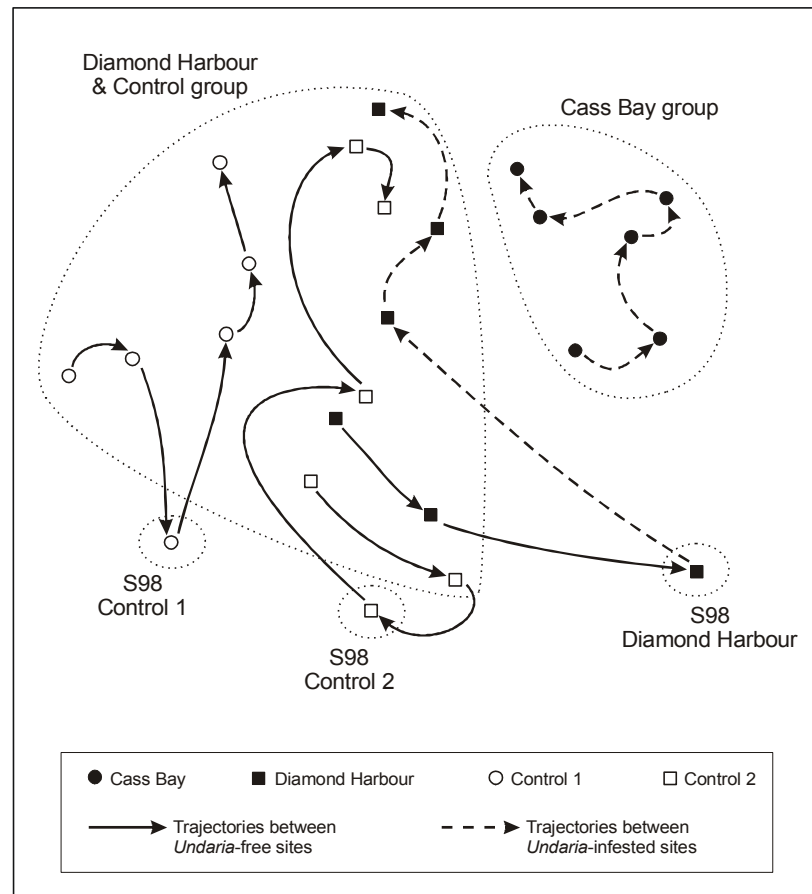 Diamond Harbour
& Control group
Cass Bay group
S98
Control 1
S98
Control 2
S98
Diamond Harbour
Cass Bay
Diamond Harbour
Control 1
Control 2
Trajectories between
Undaria-free sites
Trajectories between
Undaria-infested sites